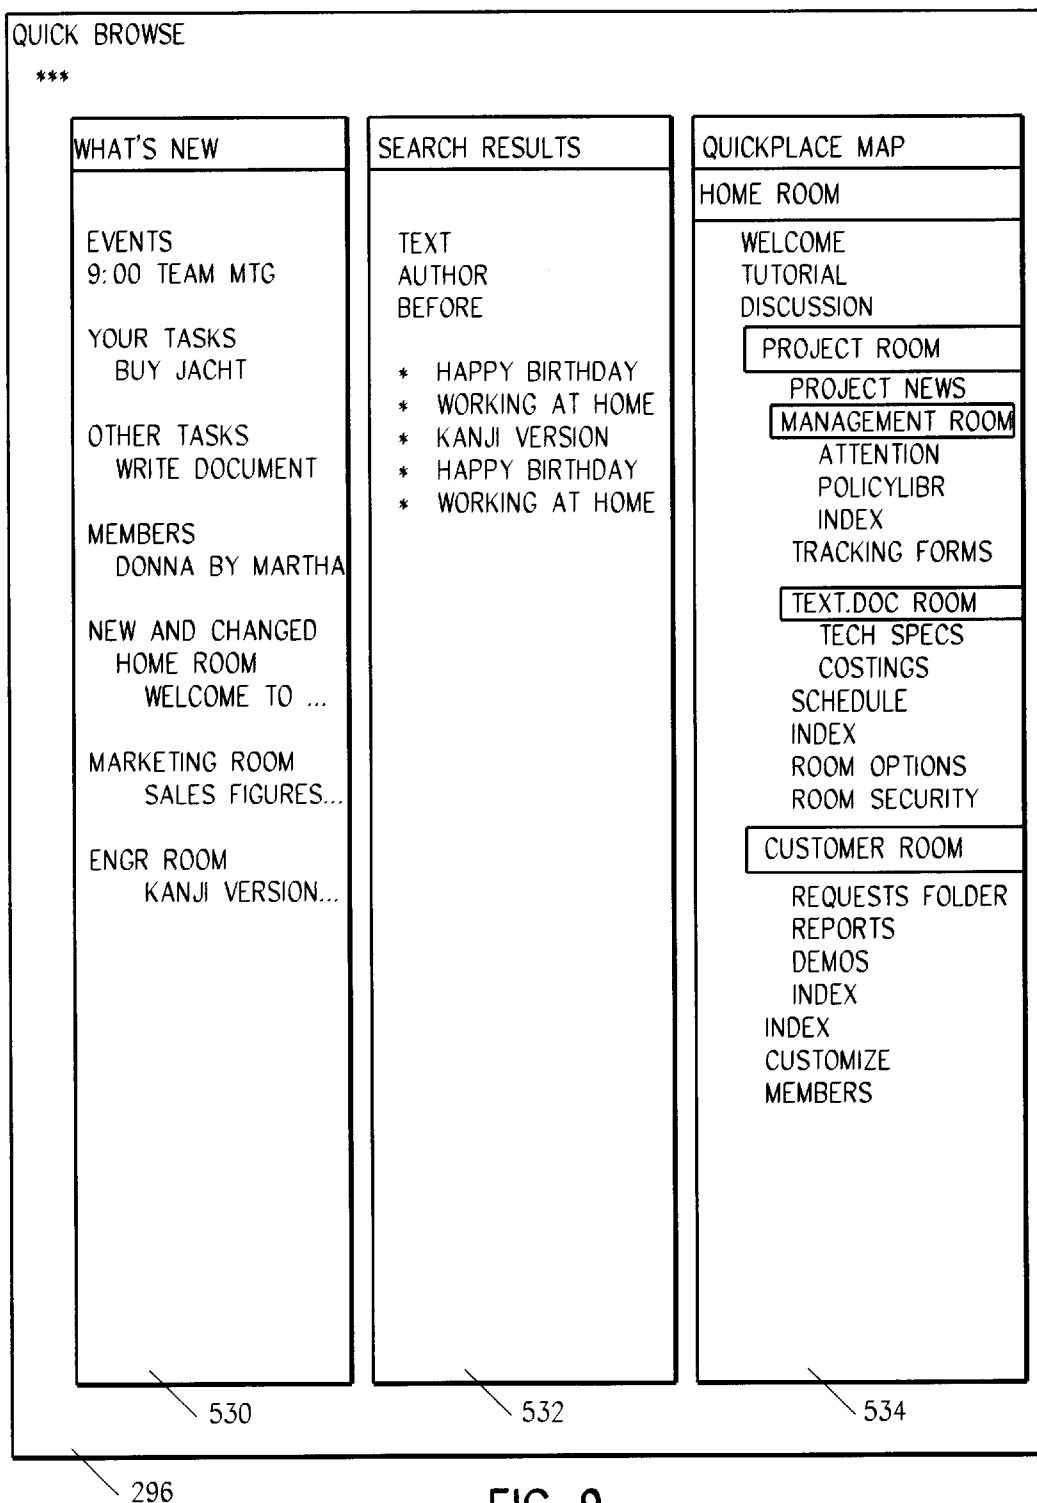 QUICK BROWSE
***
WHAT'S NEW
EVENTS
9:00 TEAM MTG
YOUR TASKS
BUY JACHT
OTHER TASKS
WRITE DOCUMENT
MEMBERS
DONNA BY MARTHA
NEW AND CHANGED
HOME ROOM
WELCOME TO ...
MARKETING ROOM
SALES FIGURES...
ENGR ROOM
KANJI VERSION...
530
SEARCH RESULTS
TEXT
AUTHOR
BEFORE
* HAPPY BIRTHDAY
* WORKING AT HOME
* KANJI VERSION
* HAPPY BIRTHDAY
* WORKING AT HOME
532
QUICKPLACE MAP
HOME ROOM
WELCOME
TUTORIAL
DISCUSSION
PROJECT ROOM
PROJECT NEWS
MANAGEMENT ROOM
ATTENTION
POLICYLIBR
INDEX
TRACKING FORMS
TEXT.DOC ROOM
TECH SPECS
COSTINGS
SCHEDULE
INDEX
ROOM OPTIONS
ROOM SECURITY
CUSTOMER ROOM
REQUESTS FOLDER
REPORTS
DEMOS
INDEX
INDEX
CUSTOMIZE
MEMBERS
534
296
FIG. 9